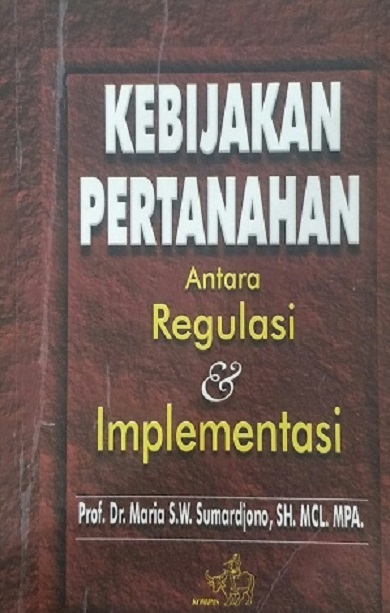 KEBIJAKAN
PERTANAHAN
Antara
Regulasi
&
Implementasi
Prof. Dr. Maria S.W. Sumardjono, SH. MCL. MPA.